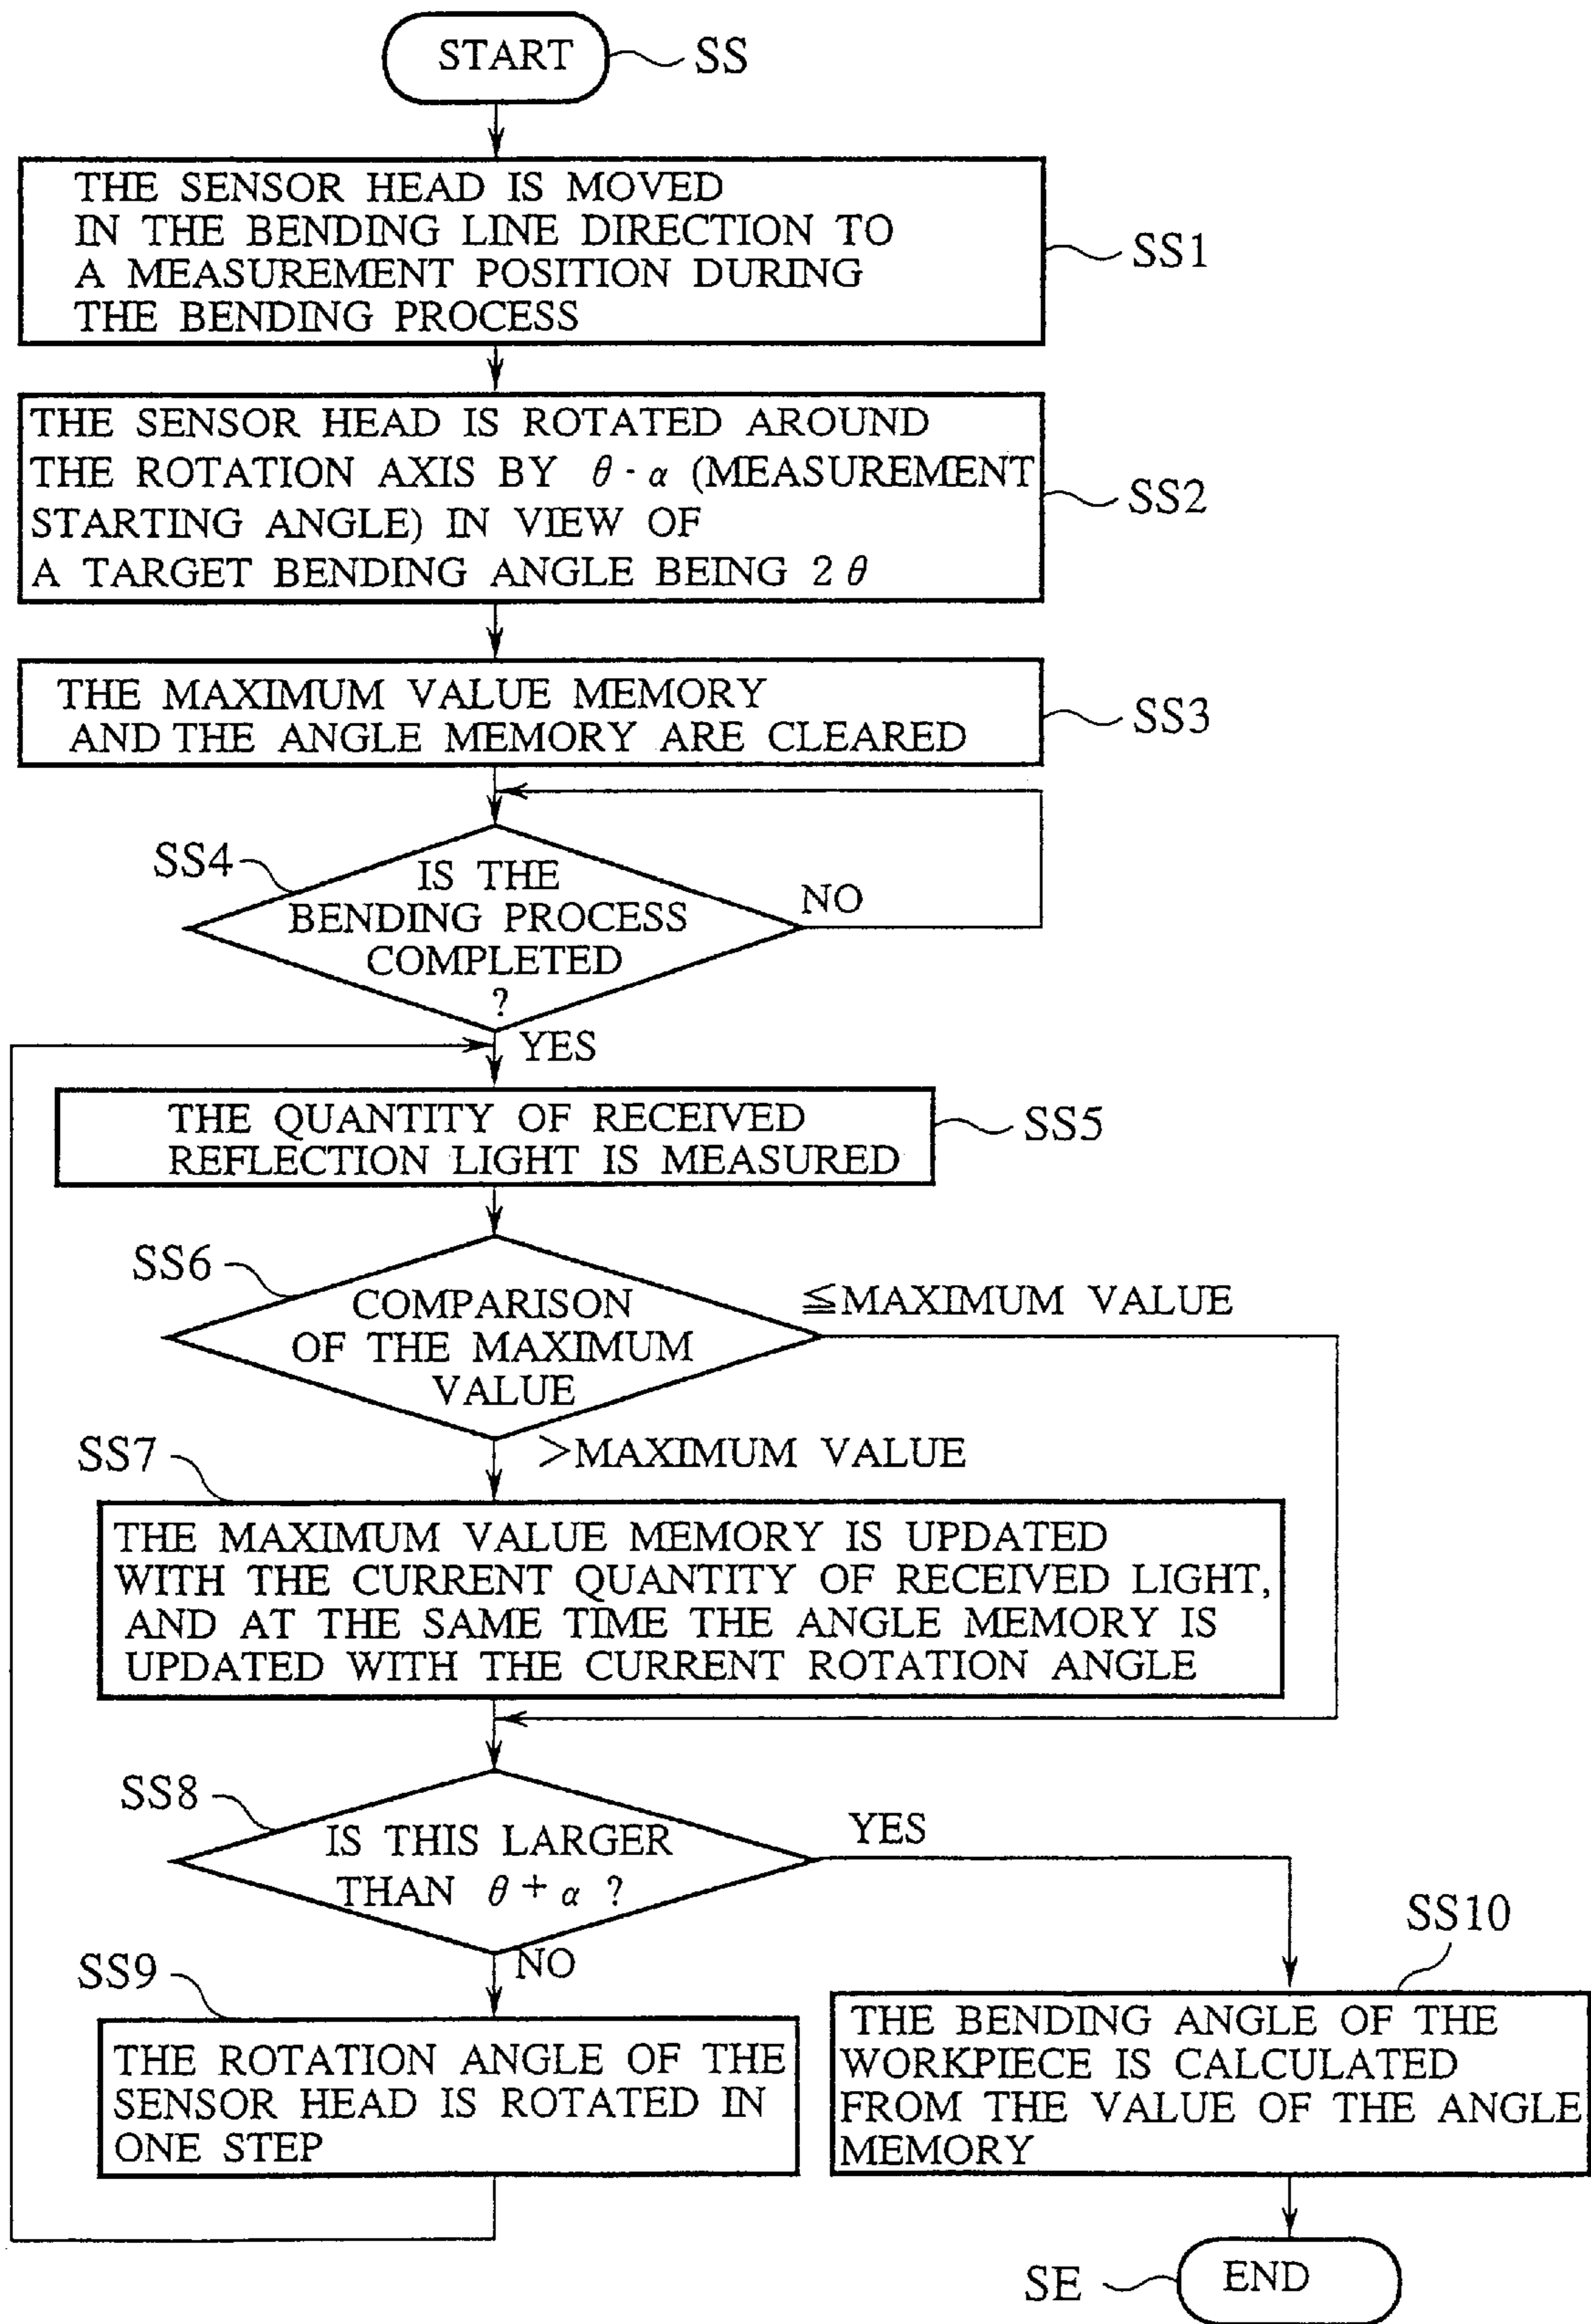 START
SS
THE SENSOR HEAD IS MOVED
IN THE BENDING LINE DIRECTION TO
A MEASUREMENT POSITION DURING
THE BENDING PROCESS
SS1
THE SENSOR HEAD IS ROTATED AROUND
THE ROTATION AXIS BY θ - α (MEASUREMENT
STARTING ANGLE) IN VIEW OF
A TARGET BENDING ANGLE BEING 2 θ
SS2
THE MAXIMUM VALUE MEMORY
AND THE ANGLE MEMORY ARE CLEARED
SS3
SS4
IS THE
BENDING PROCESS
COMPLETED
?
NO
YES
THE QUANTITY OF RECEIVED
REFLECTION LIGHT IS MEASURED
SS5
SS6
COMPARISON
OF THE MAXIMUM
VALUE
≦MAXIMUM VALUE
>MAXIMUM VALUE
SS7
THE MAXIMUM VALUE MEMORY IS UPDATED
WITH THE CURRENT QUANTITY OF RECEIVED LIGHT,
AND AT THE SAME TIME THE ANGLE MEMORY IS
UPDATED WITH THE CURRENT ROTATION ANGLE
SS8
IS THIS LARGER
THAN θ + α ?
YES
NO
SS9
THE ROTATION ANGLE OF THE
SENSOR HEAD IS ROTATED IN
ONE STEP
SS10
THE BENDING ANGLE OF THE
WORKPIECE IS CALCULATED
FROM THE VALUE OF THE ANGLE
MEMORY
SE
END